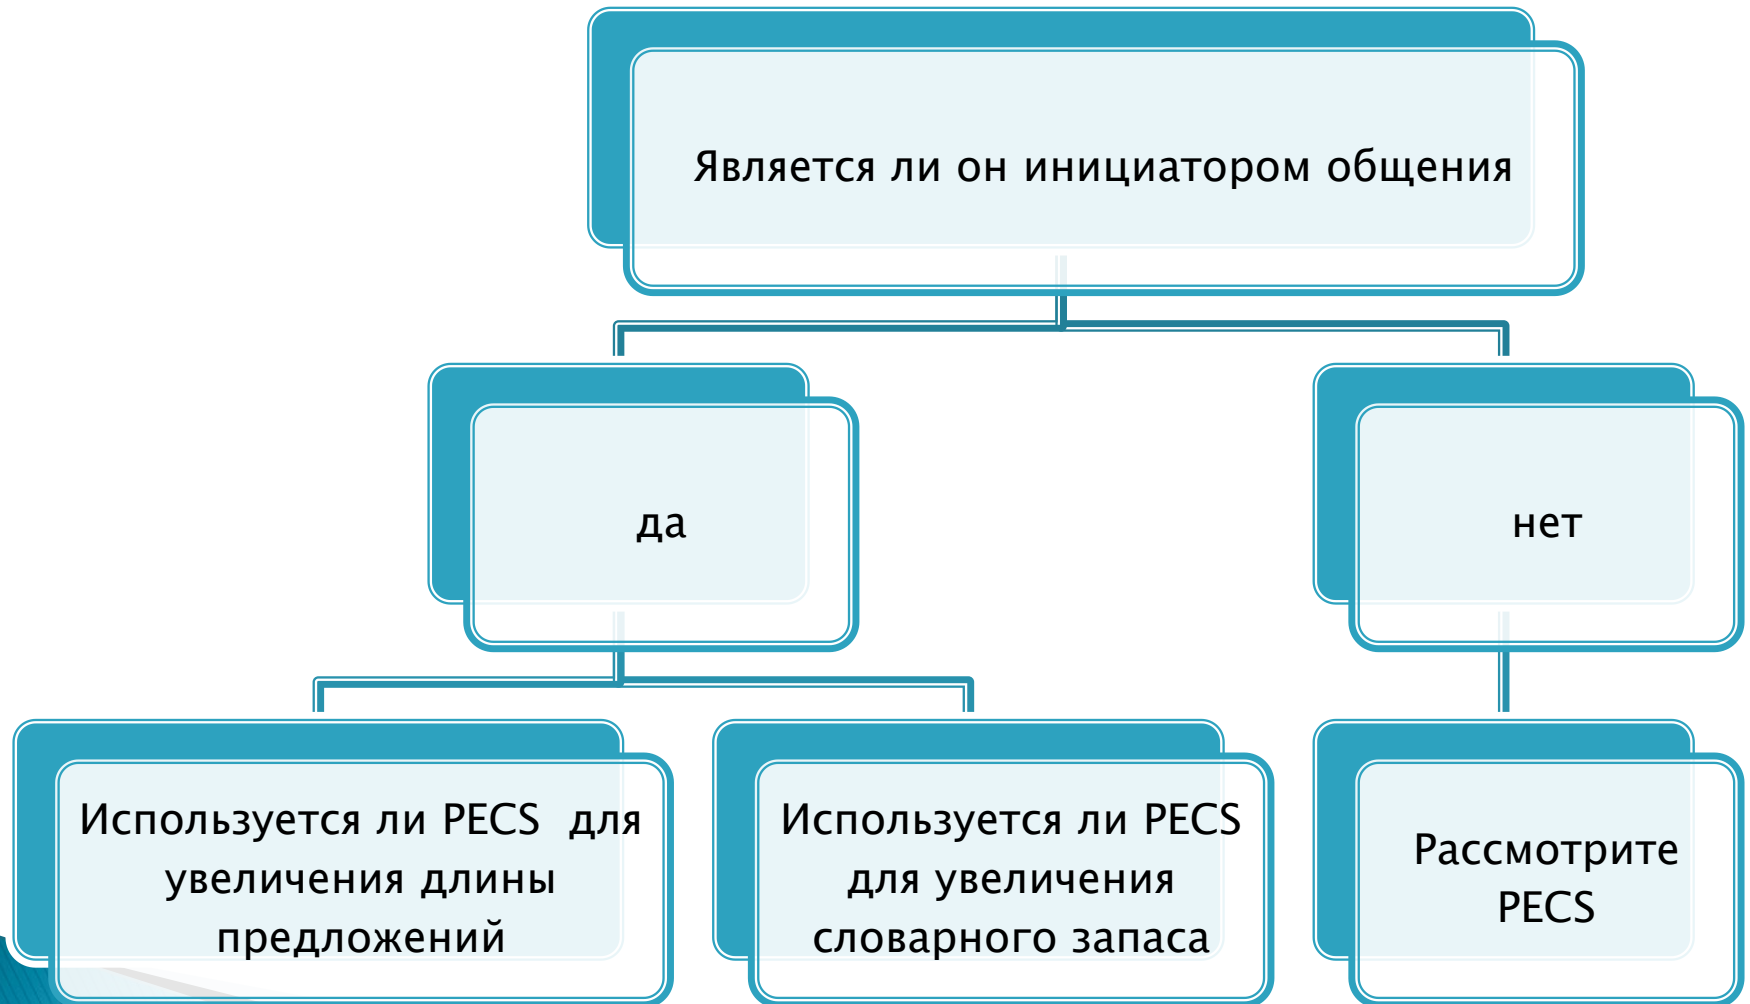 Является ли он инициатором общения
да
нет
Используется ли PECS для
увеличения длины
предложений
Используется ли PECS
для увеличения
словарного запаса
Рассмотрите
PECS